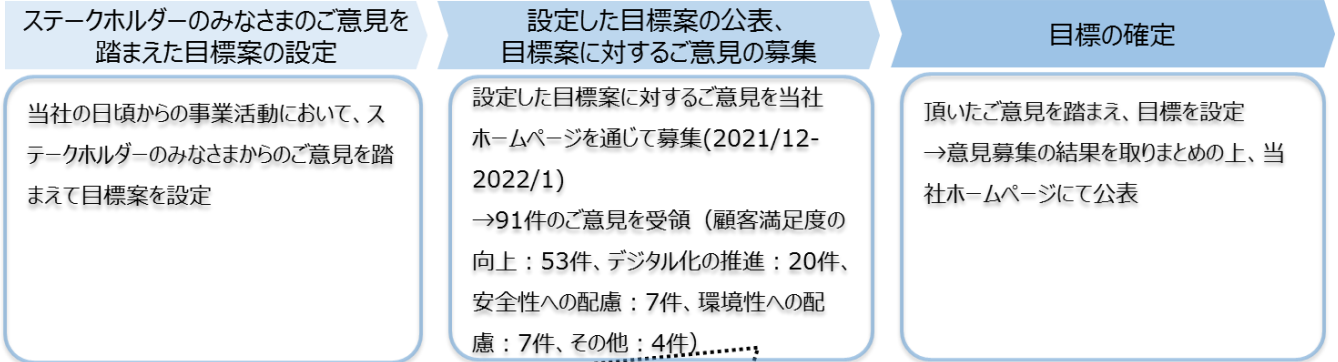 ステークホルダーのみなさまのご意見を
踏まえた目標案の設定
設定した目標案の公表、
目標案に対するご意見の募集
目標の確定
当社の日頃からの事業活動において、ス
テークホルダーのみなさまからのご意見を踏
まえて目標案を設定
設定した目標案に対するご意見を当社
ホームページを通じて募集(2021/12-
2022/1)
→91件のご意見を受領（顧客満足度の
向上：53件、デジタル化の推進：20件、
安全性への配慮：7件、環境性への配
慮：7件、その他：4件）
頂いたご意見を踏まえ、目標を設定
→意見募集の結果を取りまとめの上、当
社ホームページにて公表